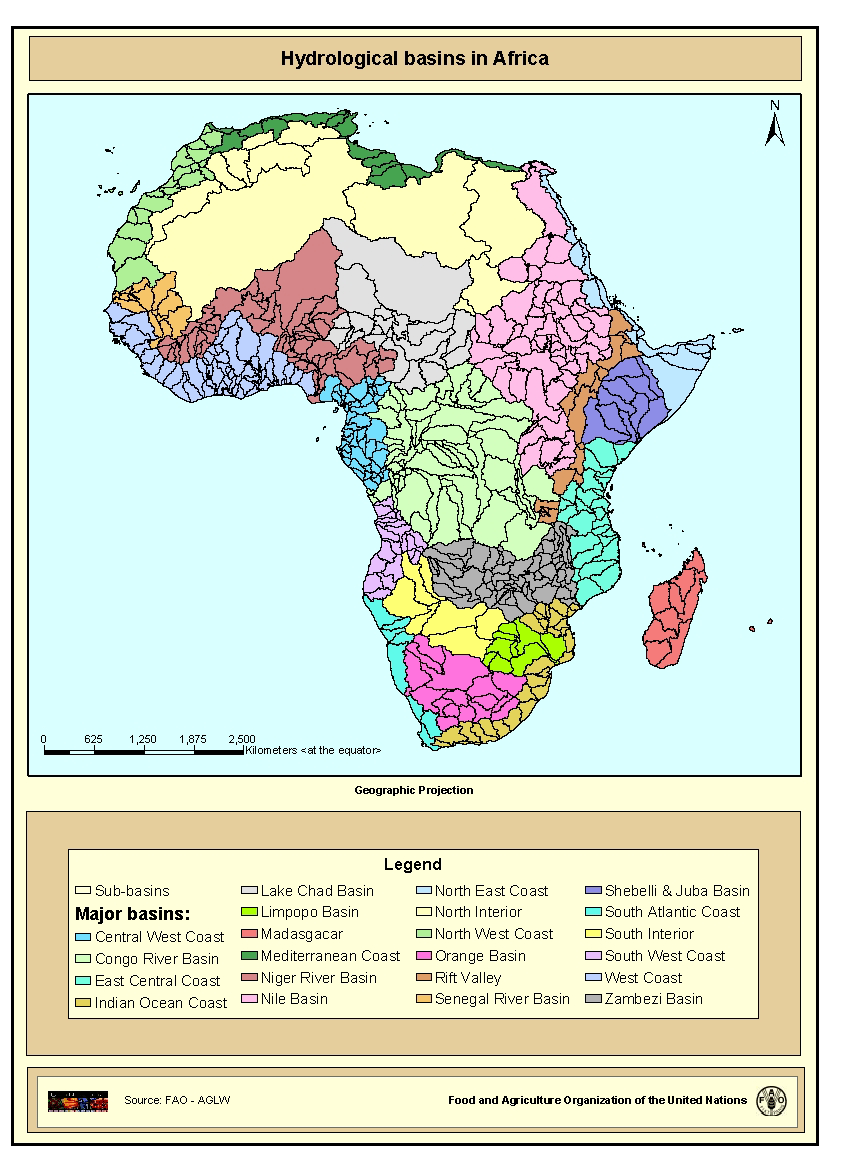 Hydrological basins in Africa
N
0 625 1,250 1,875 2,500
Kilometers <at the equator>
Geographic Projection
Legend
Sub-basins
Major basins:
Central West Coast
Congo River Basin
East Central Coast
Indian Ocean Coast
Lake Chad Basin
Limpopo Basin
Madasgacar
Mediterranean Coast
Niger River Basin
Nile Basin
North East Coast
North Interior
North West Coast
Orange Basin
Rift Valley
Senegal River Basin
Shebelli & Juba Basin
South Atlantic Coast
South Interior
South West Coast
West Coast
Zambezi Basin
Source: FAO - AGLW
Food and Agriculture Organization of the United Nations
F A O